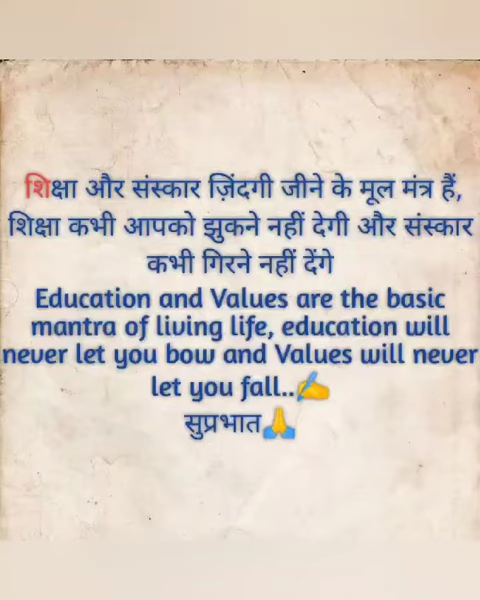 शिक्षा और संस्कार ज़िंदगी जीने के मूल मंत्र हैं,
शिक्षा कभी आपको झुकने नहीं देगी और संस्कार
कभी गिरने नहीं देंगे
Education and Values are the basic
mantra of living life, education will
never let you bow and Values will never
let you fall..✍️
सुप्रभात🙏